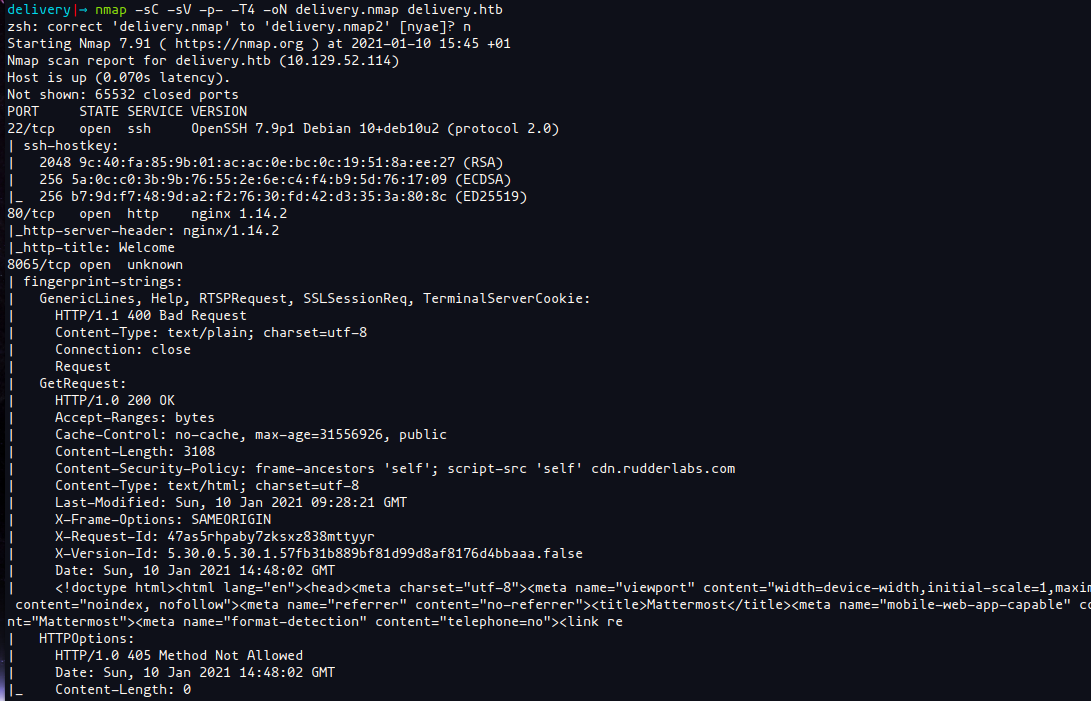 delivery|→ nmap -sC -sV -p- -T4 -oN delivery.nmap delivery.htb
zsh: correct 'delivery.nmap' to 'delivery.nmap2' [nyae]? n
Starting Nmap 7.91 ( https://nmap.org ) at 2021-01-10 15:45 +01
Nmap scan report for delivery.htb (10.129.52.114)
Host is up (0.070s latency).
Not shown: 65532 closed ports
PORT     STATE SERVICE VERSION
22/tcp   open  ssh     OpenSSH 7.9p1 Debian 10+deb10u2 (protocol 2.0)
| ssh-hostkey:
|   2048 9c:40:fa:85:9b:01:ac:ac:0e:bc:0c:19:51:8a:ee:27 (RSA)
|   256 5a:0c:c0:3b:9b:76:55:2e:6e:c4:f4:b9:5d:76:17:09 (ECDSA)
|_  256 b7:9d:f7:48:9d:a2:f2:76:30:fd:42:d3:35:3a:80:8c (ED25519)
80/tcp   open  http    nginx 1.14.2
|_http-server-header: nginx/1.14.2
|_http-title: Welcome
8065/tcp open  unknown
| fingerprint-strings:
|   GenericLines, Help, RTSPRequest, SSLSessionReq, TerminalServerCookie:
|     HTTP/1.1 400 Bad Request
|     Content-Type: text/plain; charset=utf-8
|     Connection: close
|     Request
|   GetRequest:
|     HTTP/1.0 200 OK
|     Accept-Ranges: bytes
|     Cache-Control: no-cache, max-age=31556926, public
|     Content-Length: 3108
|     Content-Security-Policy: frame-ancestors 'self'; script-src 'self' cdn.rudderlabs.com
|     Content-Type: text/html; charset=utf-8
|     Last-Modified: Sun, 10 Jan 2021 09:28:21 GMT
|     X-Frame-Options: SAMEORIGIN
|     X-Request-Id: 47as5rhpaby7zksxz838mttyyr
|     X-Version-Id: 5.30.0.5.30.1.57fb31b889bf81d99d8af8176d4bbaaa.false
|     Date: Sun, 10 Jan 2021 14:48:02 GMT
|     <!doctype html><html lang="en"><head><meta charset="utf-8"><meta name="viewport" content="width=device-width,initial-scale=1,maxim
content="noindex, nofollow"><meta name="referrer" content="no-referrer"><title>Mattermost</title><meta name="mobile-web-app-capable" co
nt="Mattermost"><meta name="format-detection" content="telephone=no"><link re
|   HTTPOptions:
|     HTTP/1.0 405 Method Not Allowed
|     Date: Sun, 10 Jan 2021 14:48:02 GMT
|_    Content-Length: 0